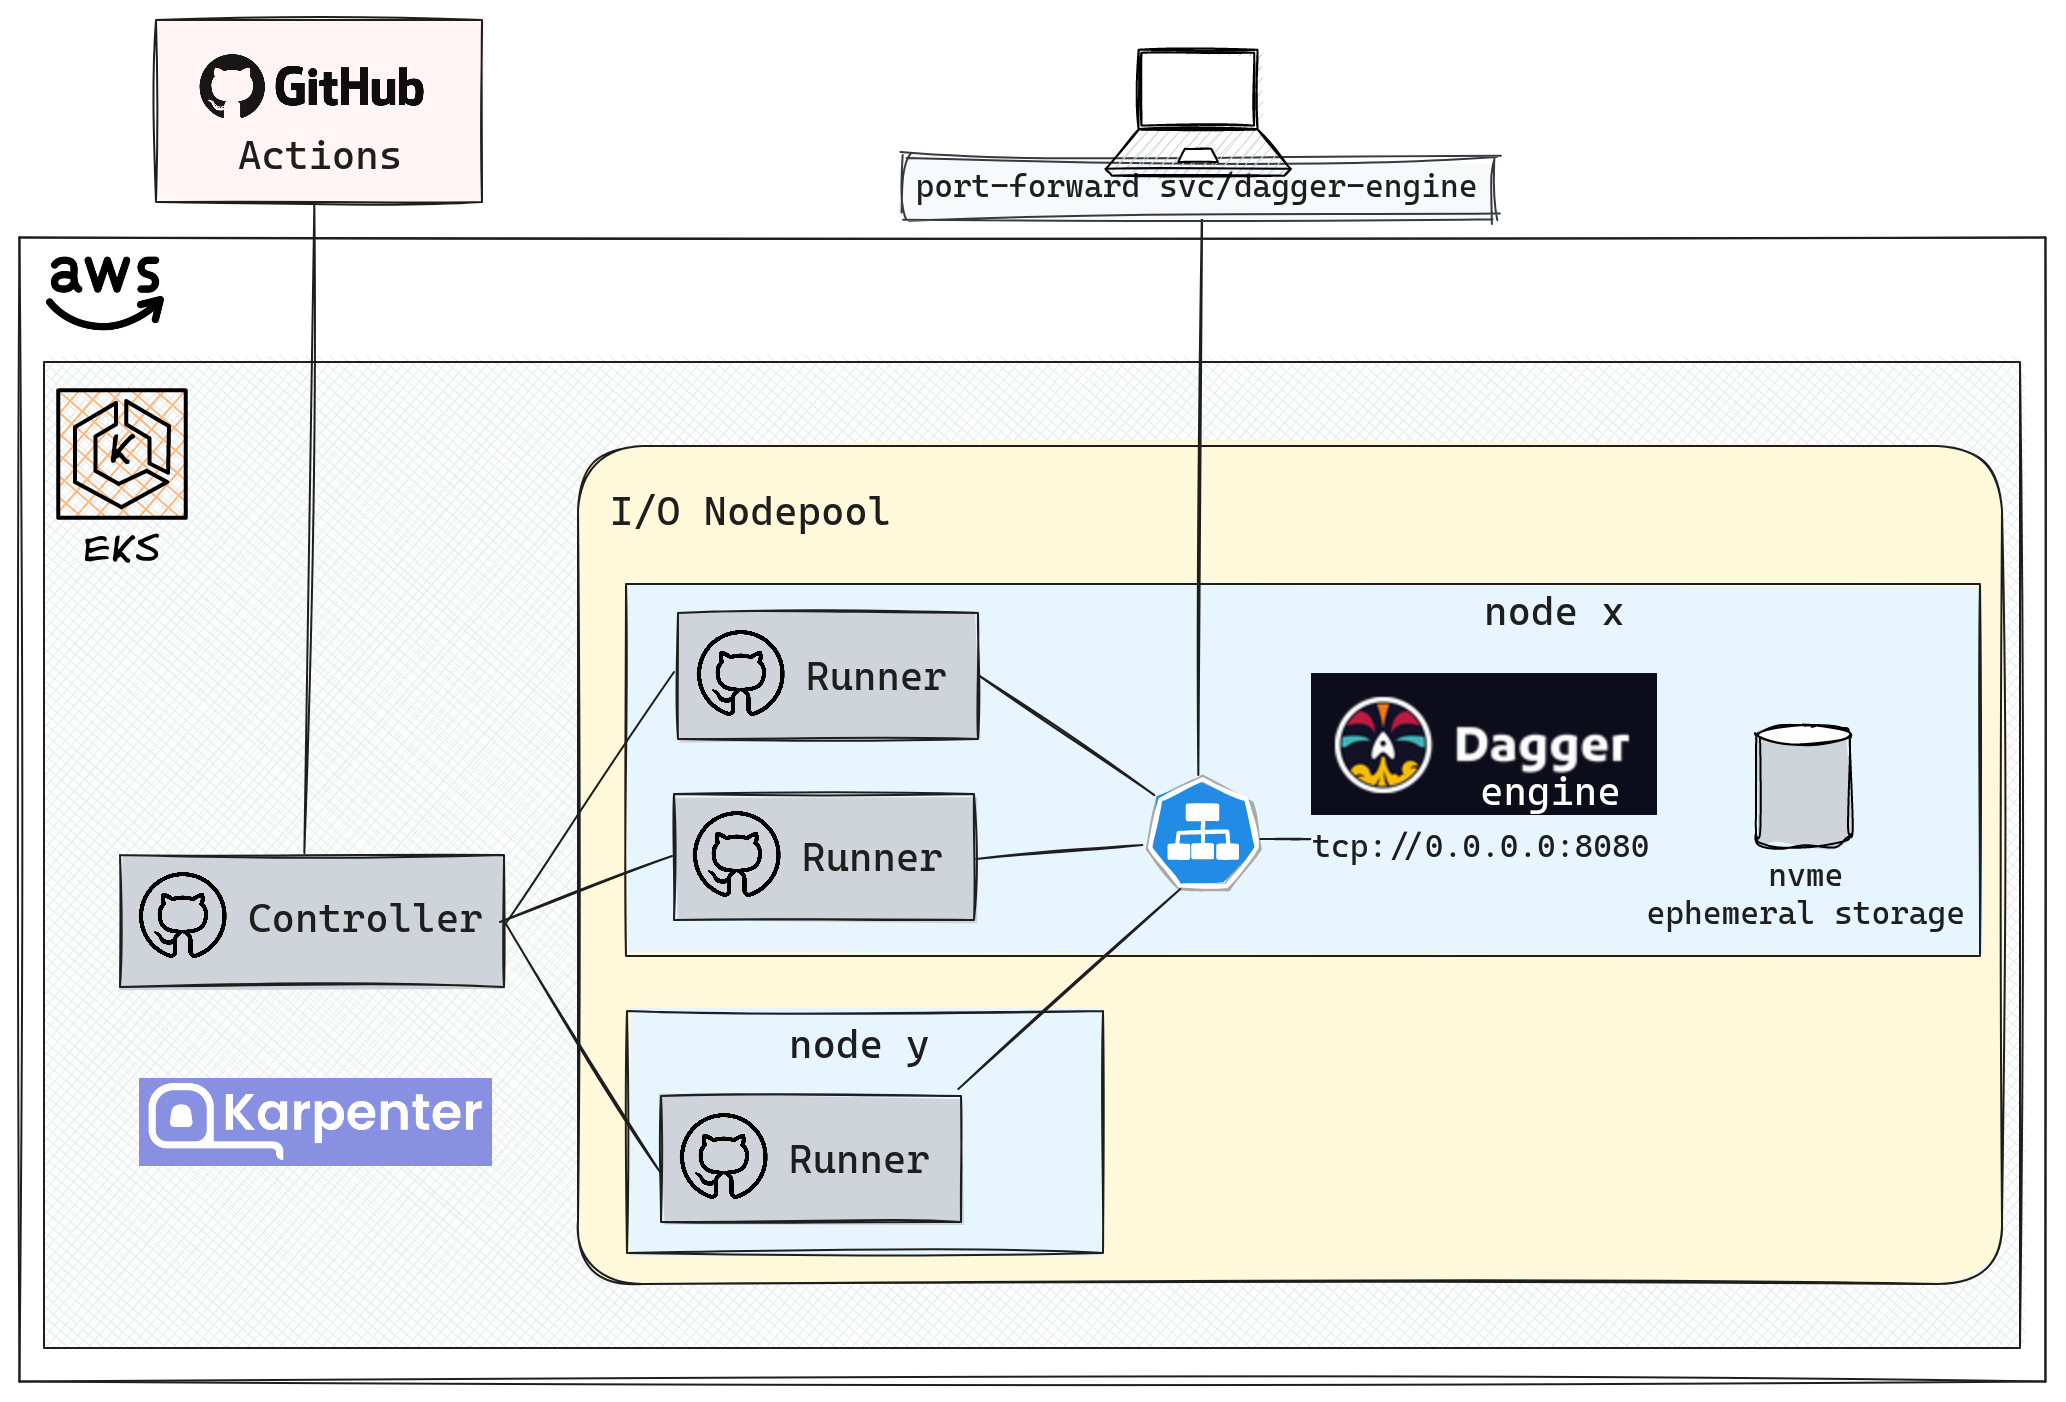 GitHub
Actions
port-forward svc/dagger-engine
aws
K
EKS
I/O Nodepool
node x
Runner
Dagger
engine
Runner
tcp://0.0.0.0:8080
nvme
ephemeral storage
Controller
node y
Karpenter
Runner